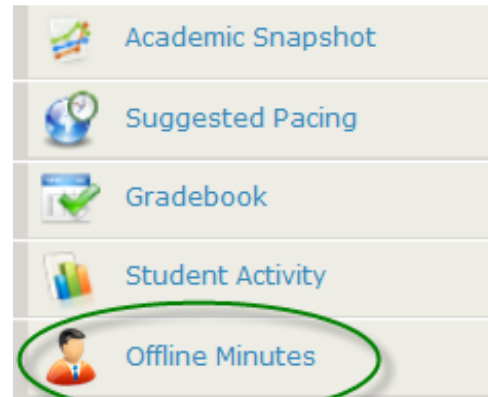 Academic Snapshot
Suggested Pacing
Gradebook
Student Activity
Offline Minutes